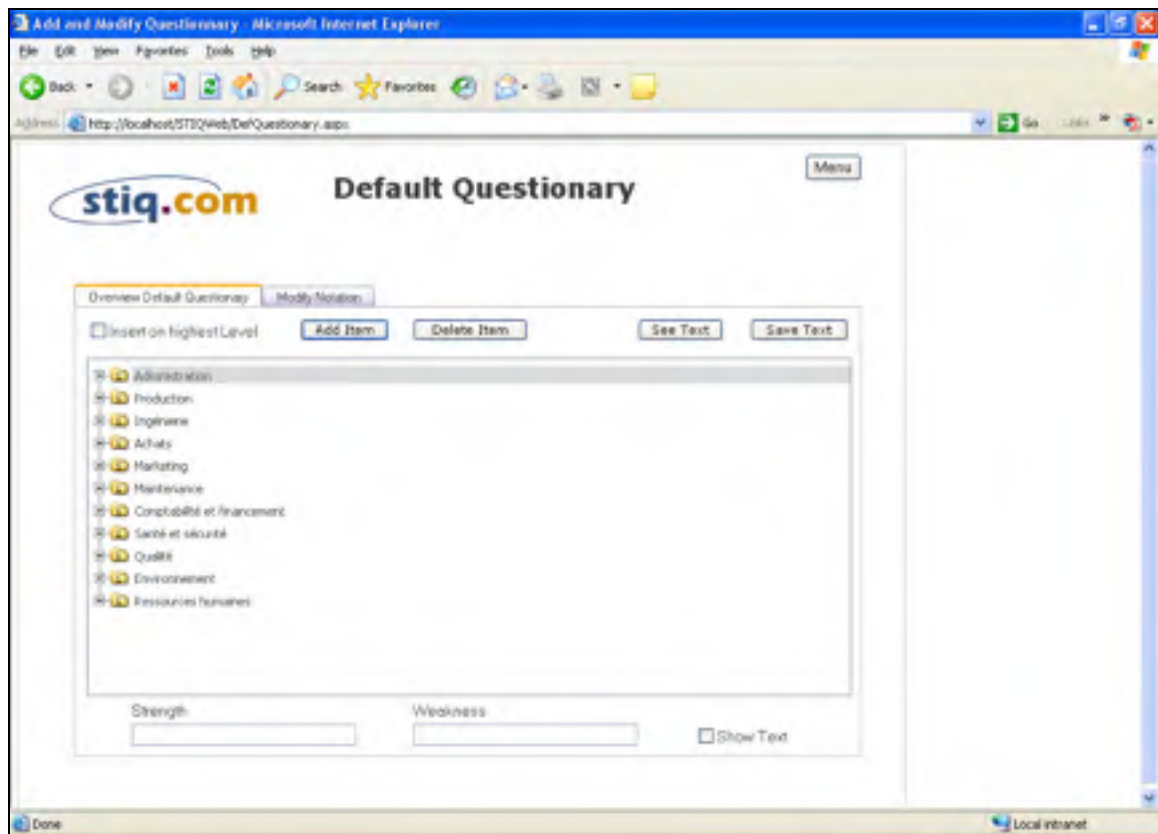 Add and Modify Questionnary - Microsoft Internet Explorer
File Edit View Favorites Tools Help
Back Search Favorites
Address http://localhost/STIQWeb/DefQuestionary.aspx Go Links
Menu
stiq.com Default Questionary
Overview Default Questionary Modify Notation
Insert on highest Level Add Item Delete Item See Text Save Text
Administration
Production
Ingénierie
Achats
Marketing
Maintenance
Comptabilité et financement
Santé et sécurité
Qualité
Environnement
Ressources humaines
Strength Weakness
Show Text
Done Local intranet